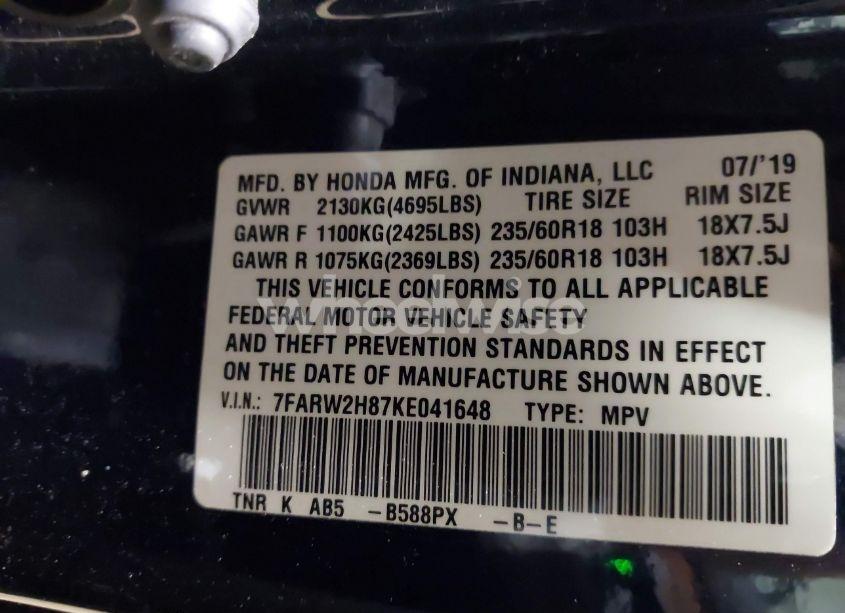 MFD. BY HONDA MFG. OF INDIANA, LLC 07/'19
GVWR 2130KG(4695LBS) TIRE SIZE RIM SIZE
GAWR F 1100KG(2425LBS) 235/60R18 103H 18X7.5J
GAWR R 1075KG(2369LBS) 235/60R18 103H 18X7.5J
THIS VEHICLE CONFORMS TO ALL APPLICABLE
WheelWise
FEDERAL MOTOR VEHICLE SAFETY
AND THEFT PREVENTION STANDARDS IN EFFECT
ON THE DATE OF MANUFACTURE SHOWN ABOVE.
V.I.N.: 7FARW2H87KE041648 TYPE: MPV
TNR K AB5 -B588PX -B-E